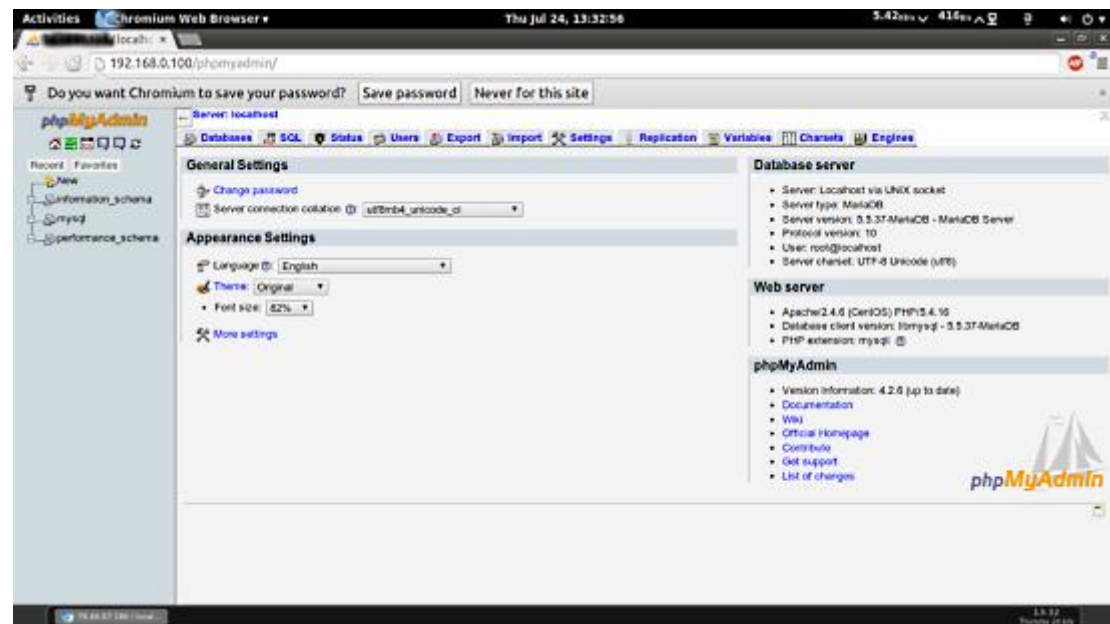 Activities Chromium Web Browser Thu Jul 24, 13:32:56
localh
192.168.0.100/phpmyadmin/
Do you want Chromium to save your password? Save password Never for this site
phpMyAdmin
Recent Favorites
New
information_schema
mysql
performance_schema
Server: localhost
Databases SQL Status Users Export Import Settings Replication Variables Charsets Engines
General Settings
Change password
Server connection collation utf8mb4_unicode_ci
Appearance Settings
Language English
Theme: Original
Font size: 82%
More settings
Database server
Server: Localhost via UNIX socket
Server type: MariaDB
Server version: 5.5.37-MariaDB - MariaDB Server
Protocol version: 10
User: root@localhost
Server charset: UTF-8 Unicode (utf8)
Web server
Apache/2.4.6 (CentOS) PHP/5.4.16
Database client version: libmysql - 5.5.37-MariaDB
PHP extension: mysqli
phpMyAdmin
Version information: 4.2.6 (up to date)
Documentation
Wiki
Official Homepage
Contribute
Get support
List of changes
phpMyAdmin